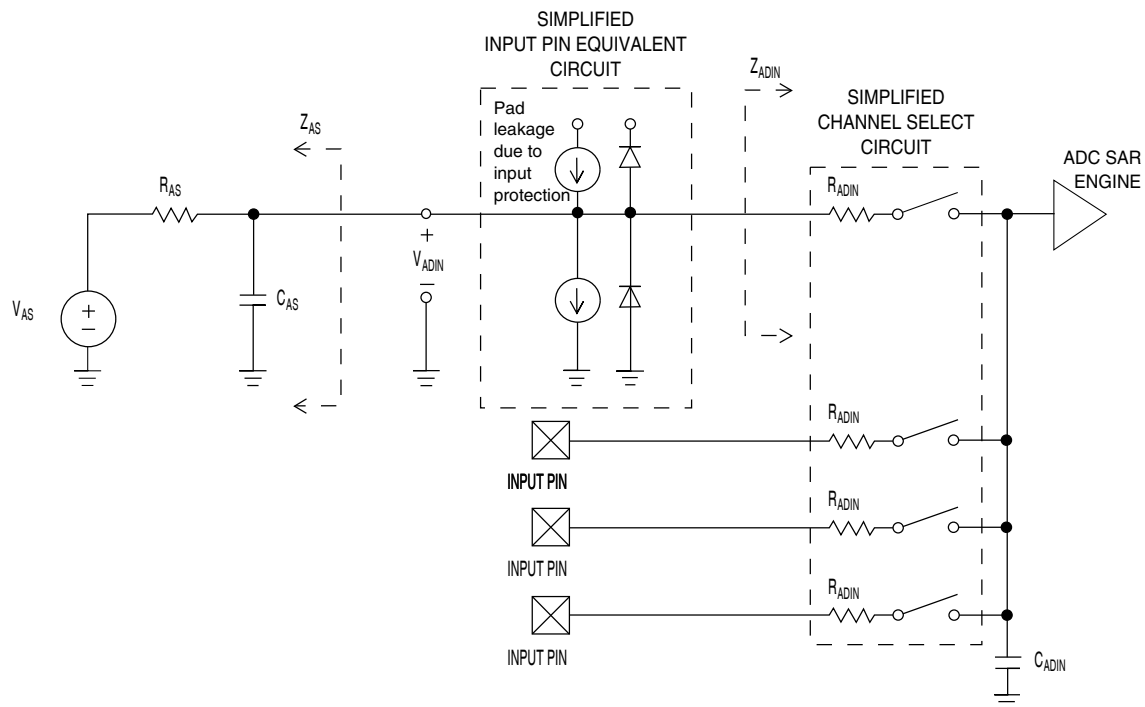 SIMPLIFIED
INPUT PIN EQUIVALENT
CIRCUIT
Z_ADIN
SIMPLIFIED
CHANNEL SELECT
CIRCUIT
Pad
leakage
due to
input
protection
Z_AS
ADC SAR
ENGINE
R_AS
R_ADIN
+
V_ADIN
−
C_AS
V_AS
+
−
R_ADIN
INPUT PIN
R_ADIN
INPUT PIN
R_ADIN
INPUT PIN
C_ADIN